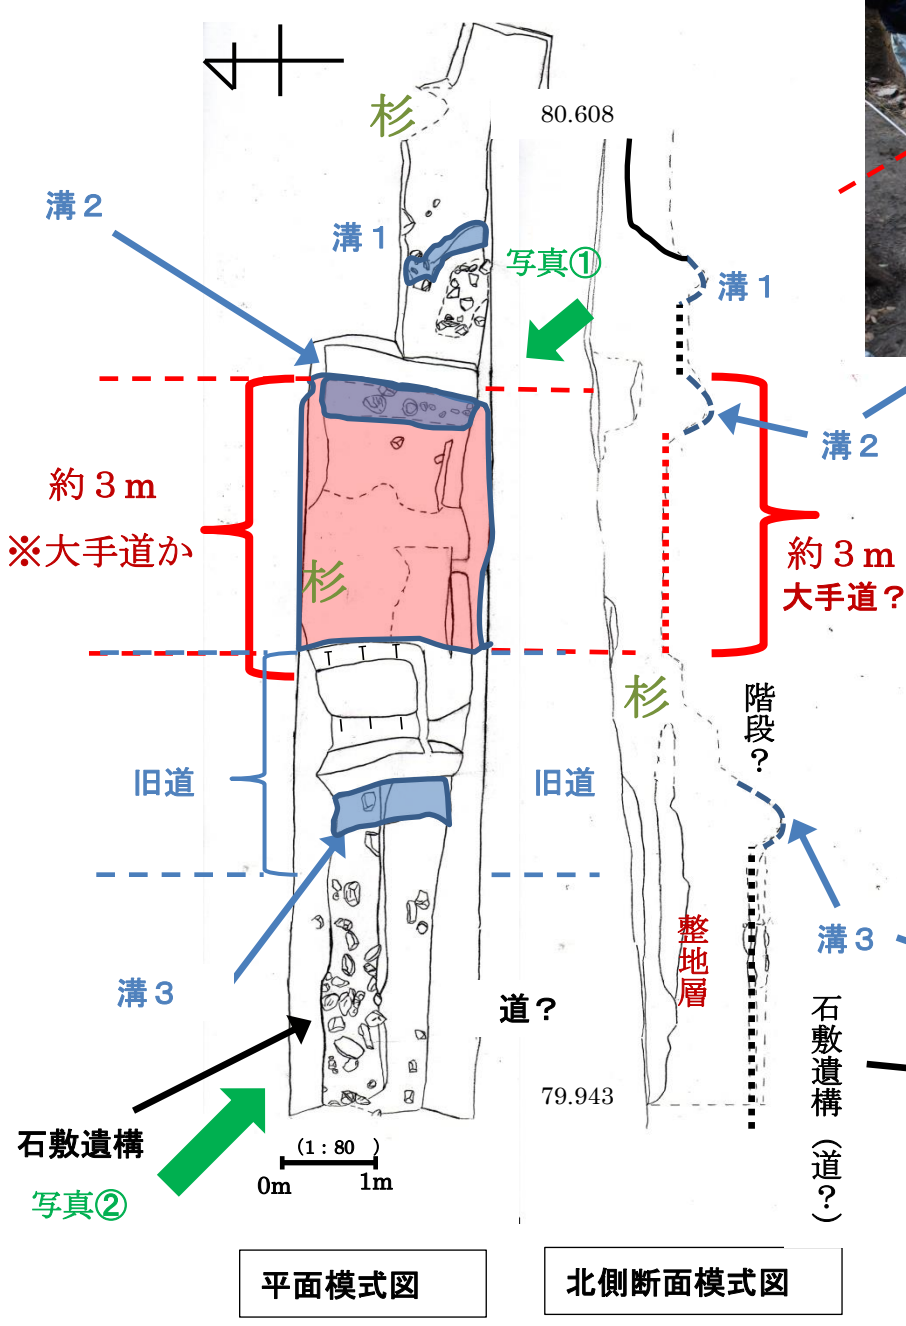 杉
80.608
溝２
溝１
写真①
溝１
溝２
約３ｍ
※大手道か
約３ｍ
大手道？
杉
杉
階段？
旧道
旧道
整地層
溝３
溝３
道？
石敷遺構（道？）
79.943
石敷遺構
（1：80　）
0m
1m
写真②
平面模式図
北側断面模式図